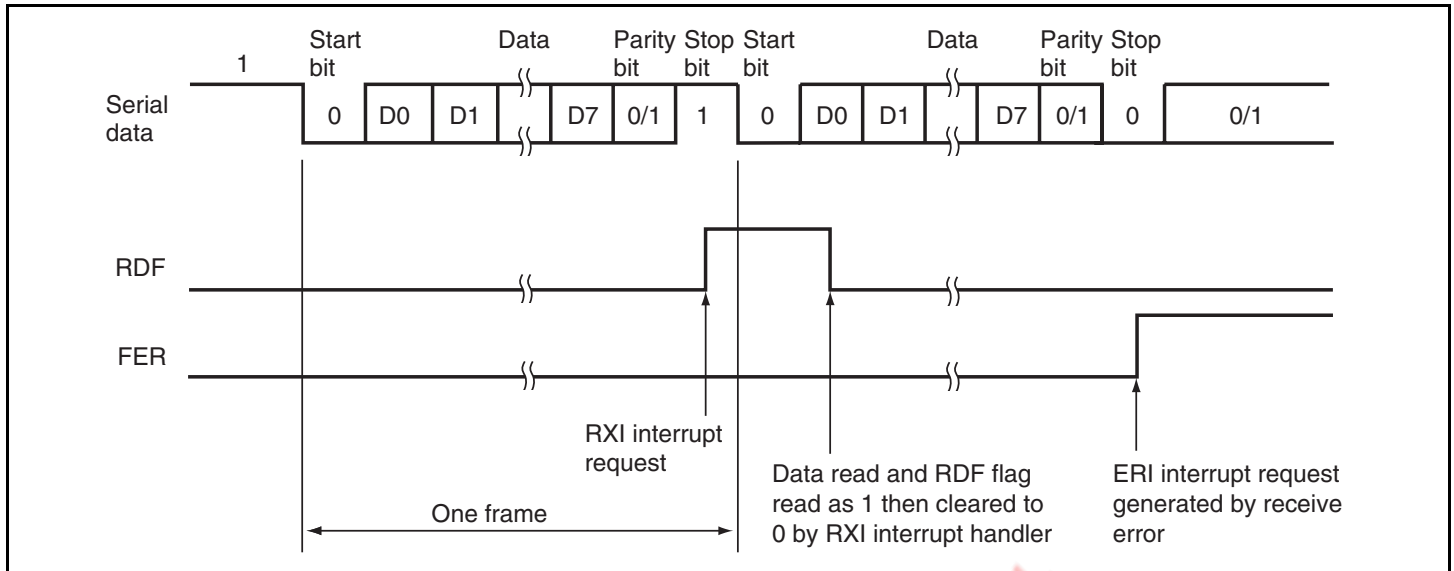 Start bit
Data
Parity bit
Stop bit
Start bit
Data
Parity bit
Stop bit
1
Serial data
0 D0 D1 D7 0/1 1 0 D0 D1 D7 0/1 0 0/1
RDF
FER
RXI interrupt
request
Data read and RDF flag
read as 1 then cleared to
0 by RXI interrupt handler
ERI interrupt request
generated by receive
error
One frame